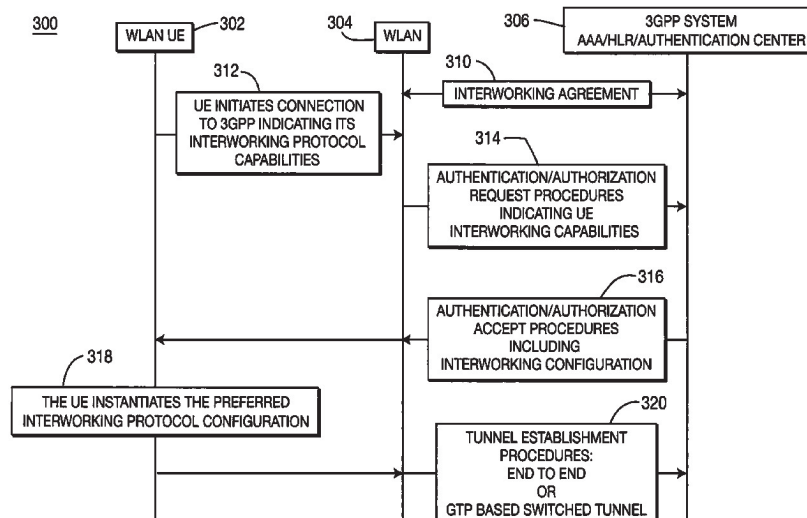 300
WLAN UE
302
304
WLAN
306
3GPP SYSTEM
AAA/HLR/AUTHENTICATION CENTER
310
INTERWORKING AGREEMENT
312
UE INITIATES CONNECTION
TO 3GPP INDICATING ITS
INTERWORKING PROTOCOL
CAPABILITIES
314
AUTHENTICATION/AUTHORIZATION
REQUEST PROCEDURES
INDICATING UE
INTERWORKING CAPABILITIES
316
AUTHENTICATION/AUTHORIZATION
ACCEPT PROCEDURES
INCLUDING
INTERWORKING CONFIGURATION
318
THE UE INSTANTIATES THE PREFERRED
INTERWORKING PROTOCOL CONFIGURATION
320
TUNNEL ESTABLISHMENT
PROCEDURES:
END TO END
OR
GTP BASED SWITCHED TUNNEL